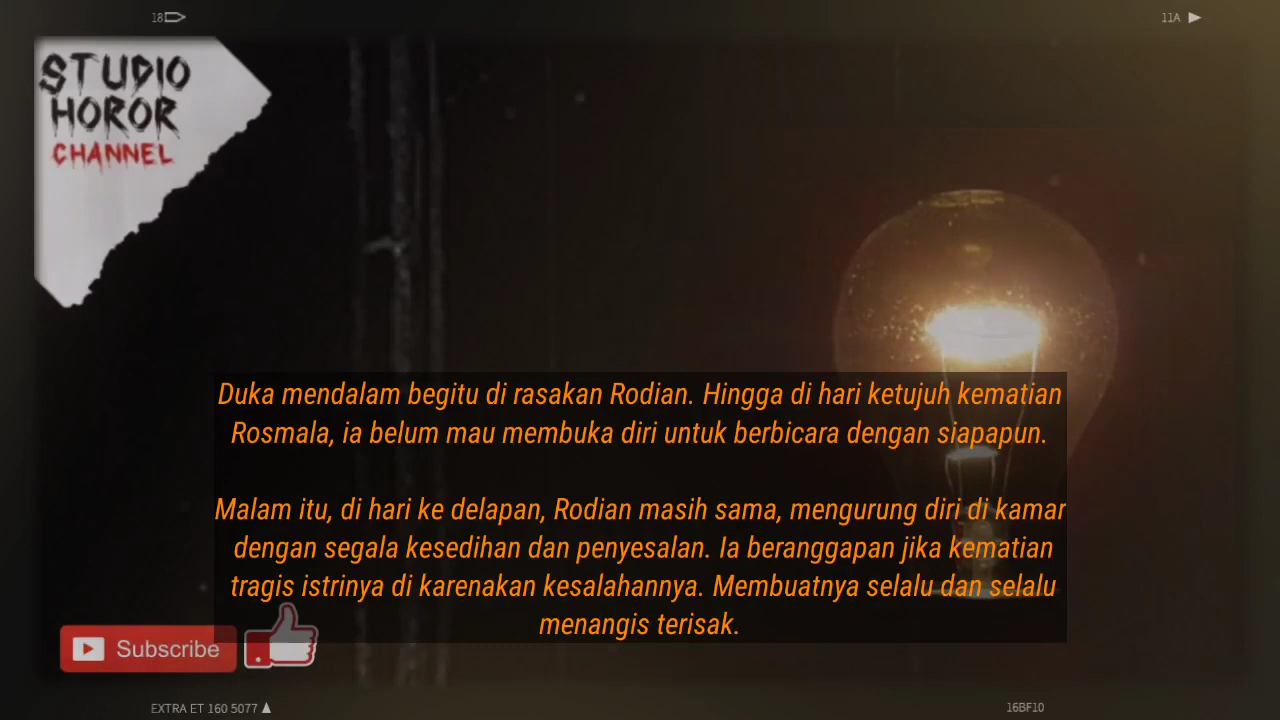 18
11A
STUDIO
HOROR
CHANNEL
Duka mendalam begitu di rasakan Rodian. Hingga di hari ketujuh kematian
Rosmala, ia belum mau membuka diri untuk berbicara dengan siapapun.
Malam itu, di hari ke delapan, Rodian masih sama, mengurung diri di kamar
dengan segala kesedihan dan penyesalan. Ia beranggapan jika kematian
tragis istrinya di karenakan kesalahannya. Membuatnya selalu dan selalu
menangis terisak.
Subscribe
EXTRA ET 160 5077
16BF10